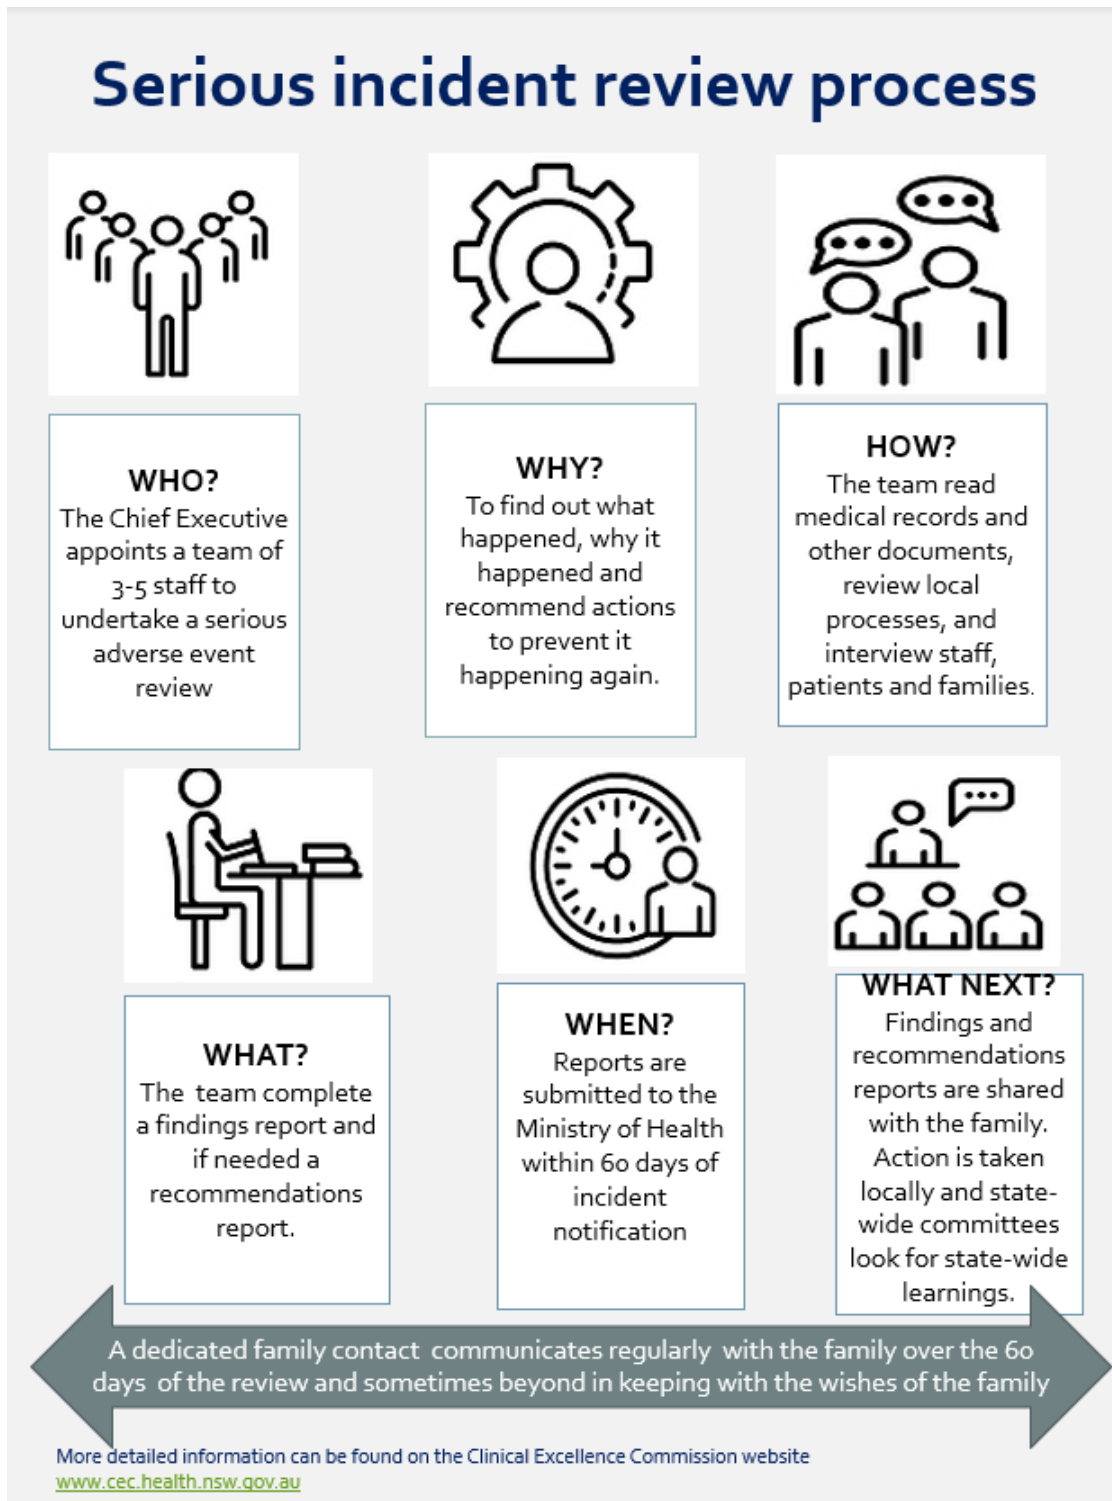 Serious incident review process
WHO?
The Chief Executive
appoints a team of
3-5 staff to
undertake a serious
adverse event
review
WHY?
To find out what
happened, why it
happened and
recommend actions
to prevent it
happening again.
HOW?
The team read
medical records and
other documents,
review local
processes, and
interview staff,
patients and families.
WHAT?
The team complete
a findings report and
if needed a
recommendations
report.
WHEN?
Reports are
submitted to the
Ministry of Health
within 60 days of
incident
notification
WHAT NEXT?
Findings and
recommendations
reports are shared
with the family.
Action is taken
locally and state-
wide committees
look for state-wide
learnings.
A dedicated family contact communicates regularly with the family over the 60
days of the review and sometimes beyond in keeping with the wishes of the family
More detailed information can be found on the Clinical Excellence Commission website
www.cec.health.nsw.gov.au